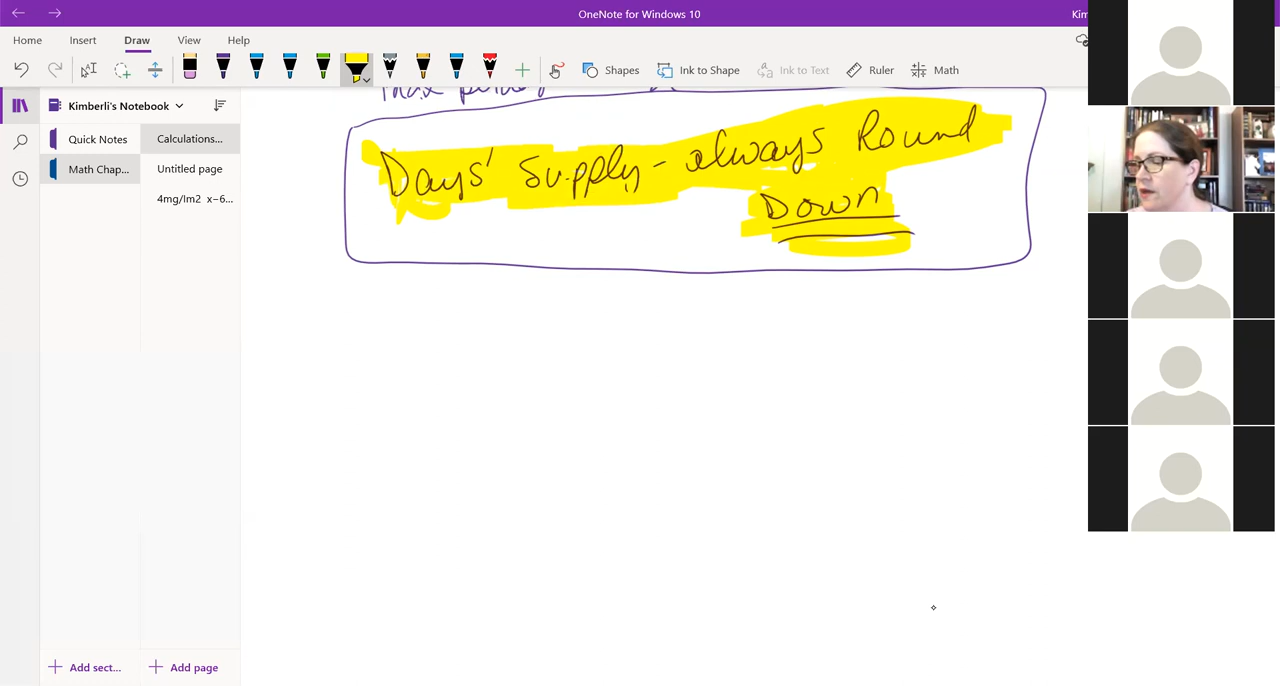 OneNote for Windows 10
Kim
Home Insert Draw View Help
Shapes Ink to Shape Ink to Text Ruler Math
Kimberli's Notebook
Quick Notes
Math Chap...
Calculations...
Untitled page
4mg/lm2 x-6...
Days' Supply - always Round
Down
Add sect...
Add page